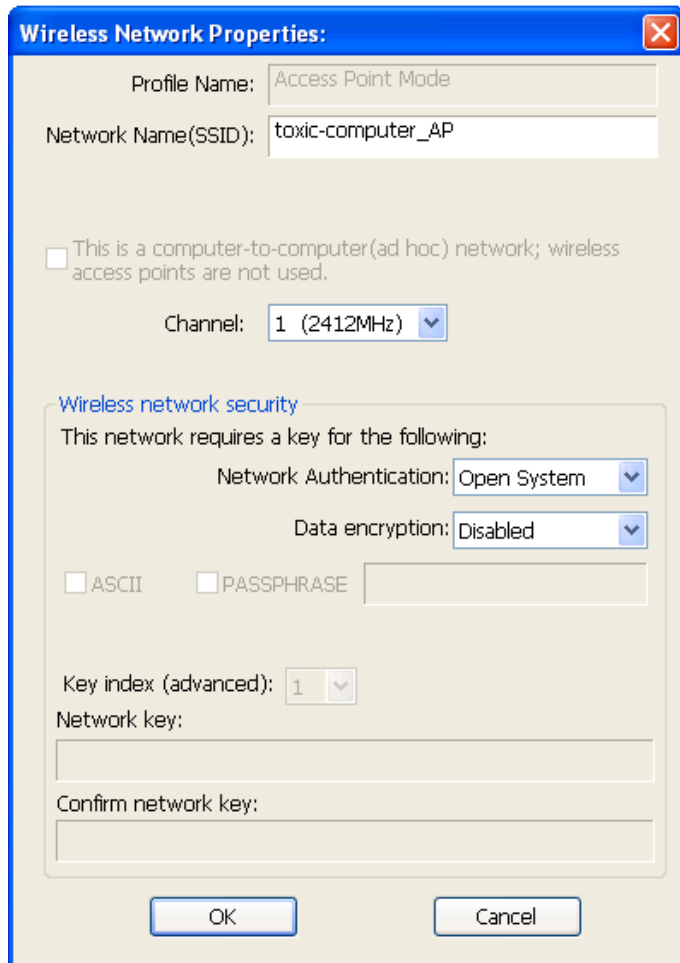 Wireless Network Properties:
Profile Name: Access Point Mode
Network Name(SSID): toxic-computer_AP
This is a computer-to-computer(ad hoc) network; wireless
access points are not used.
Channel: 1 (2412MHz)
Wireless network security
This network requires a key for the following:
Network Authentication: Open System
Data encryption: Disabled
ASCII PASSPHRASE
Key index (advanced): 1
Network key:
Confirm network key:
OK Cancel